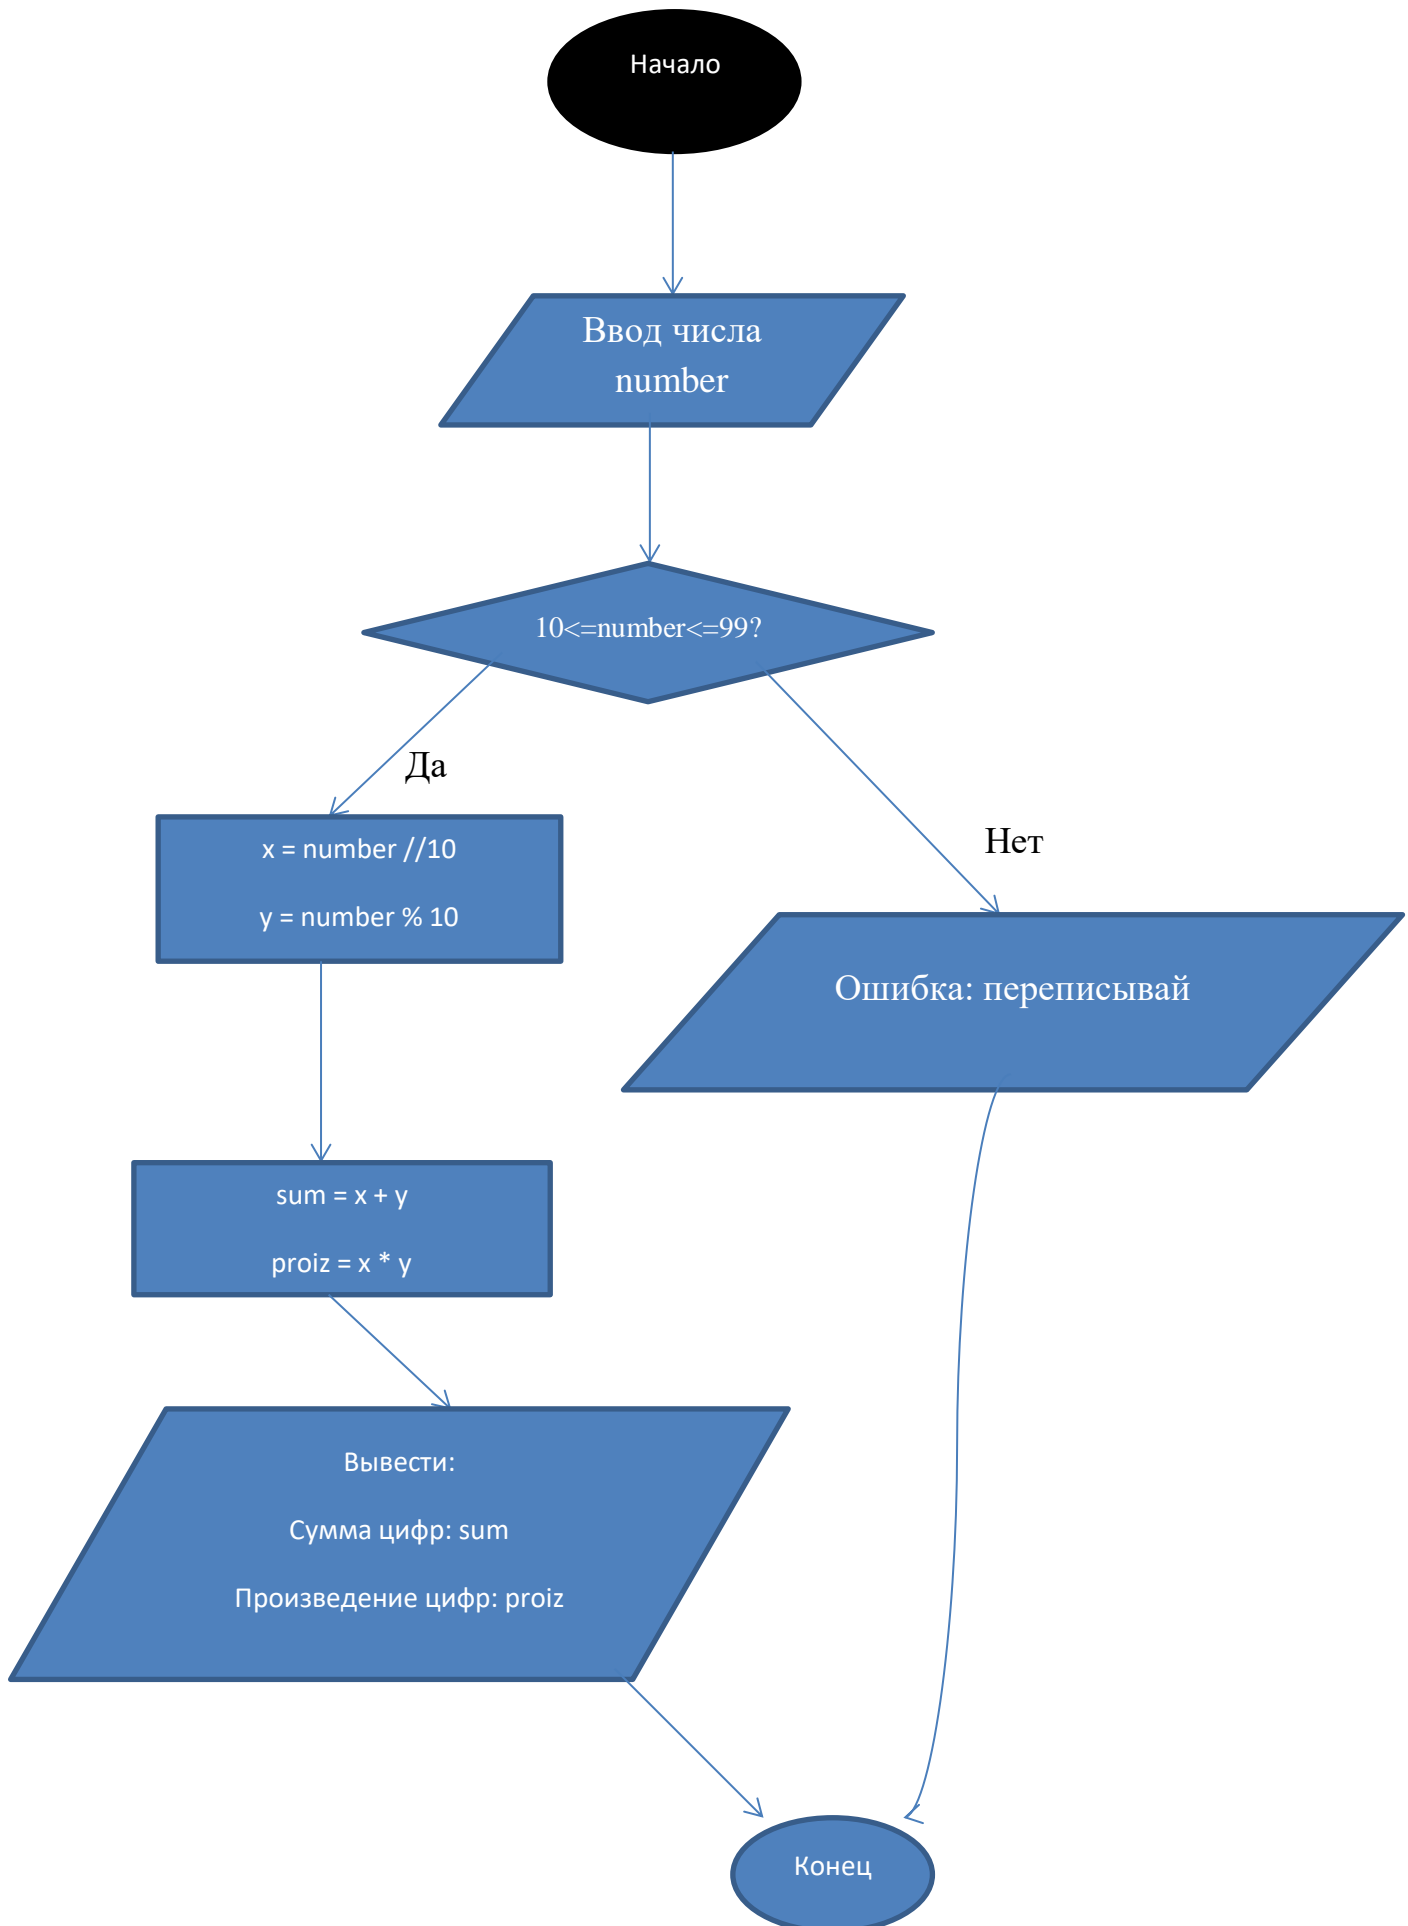 Начало
Ввод числа
number
10<=number<=99?
Да
x = number //10
y = number % 10
Нет
Ошибка: переписывай
sum = x + y
proiz = x * y
Вывести:
Сумма цифр: sum
Произведение цифр: proiz
Конец